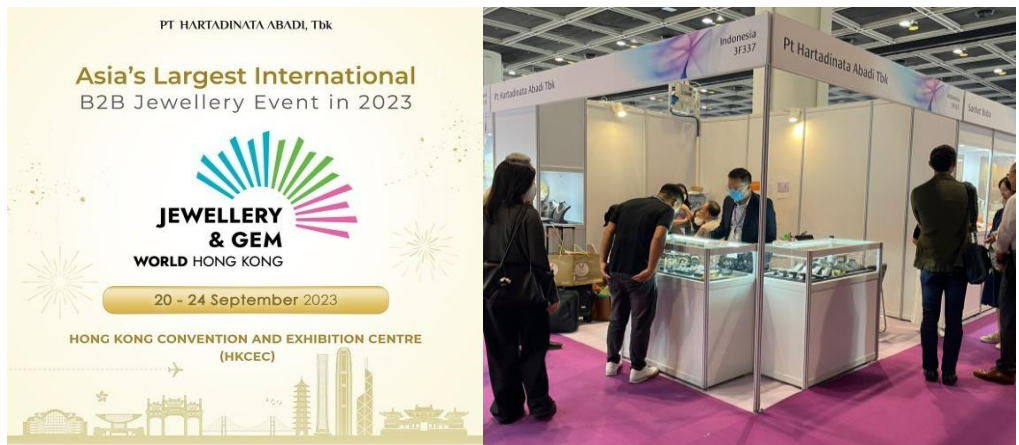 PT HARTADINATA ABADI, Tbk
Asia's Largest International
B2B Jewellery Event in 2023
JEWELLERY
& GEM
WORLD HONG KONG
20 - 24 September 2023
HONG KONG CONVENTION AND EXHIBITION CENTRE
(HKCEC)
Pt Hartadinata Abadi Tbk
Indonesia
3F337
Pt Hartadinata Abadi Tbk
Indonesia